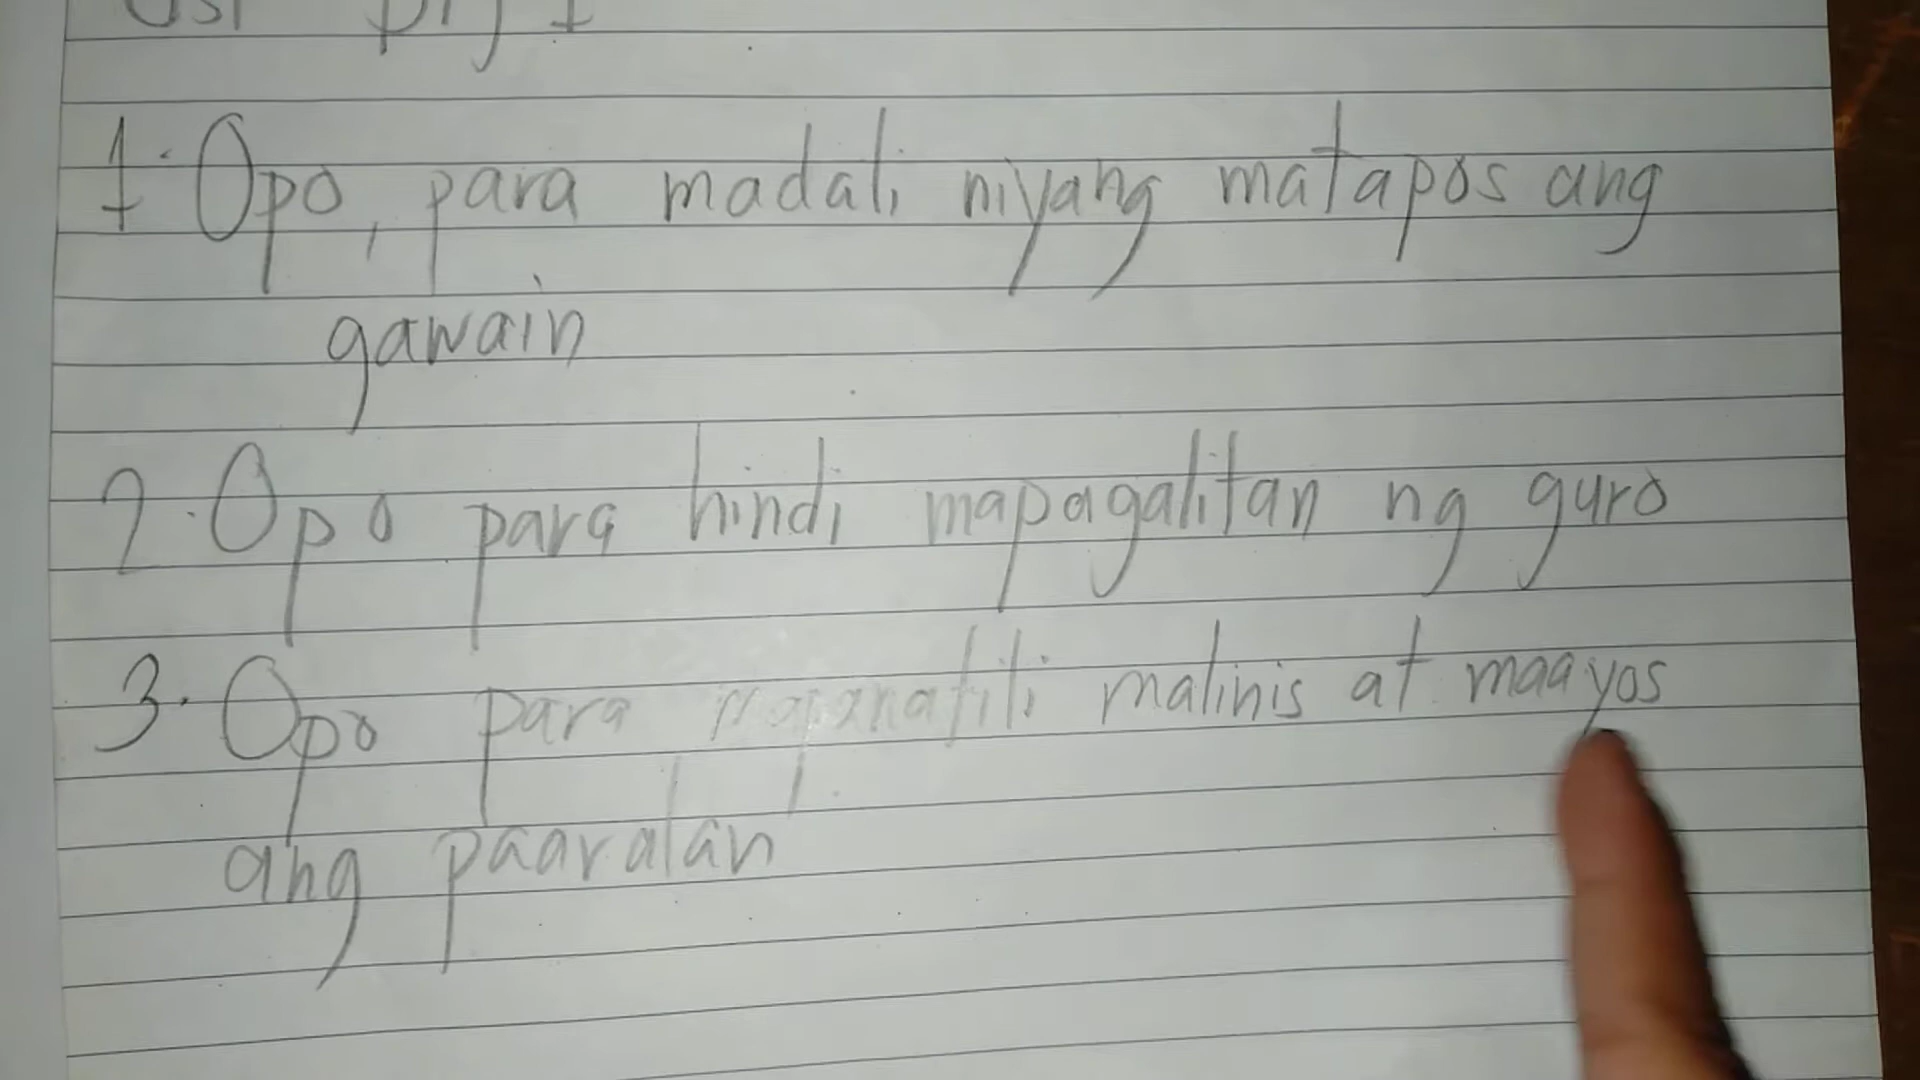 1. Opo, para madali niyang matapos ang
gawain
2. Opo para hindi mapagalitan ng guro
3. Opo para mapanatili malinis at maayos
ang paaralan